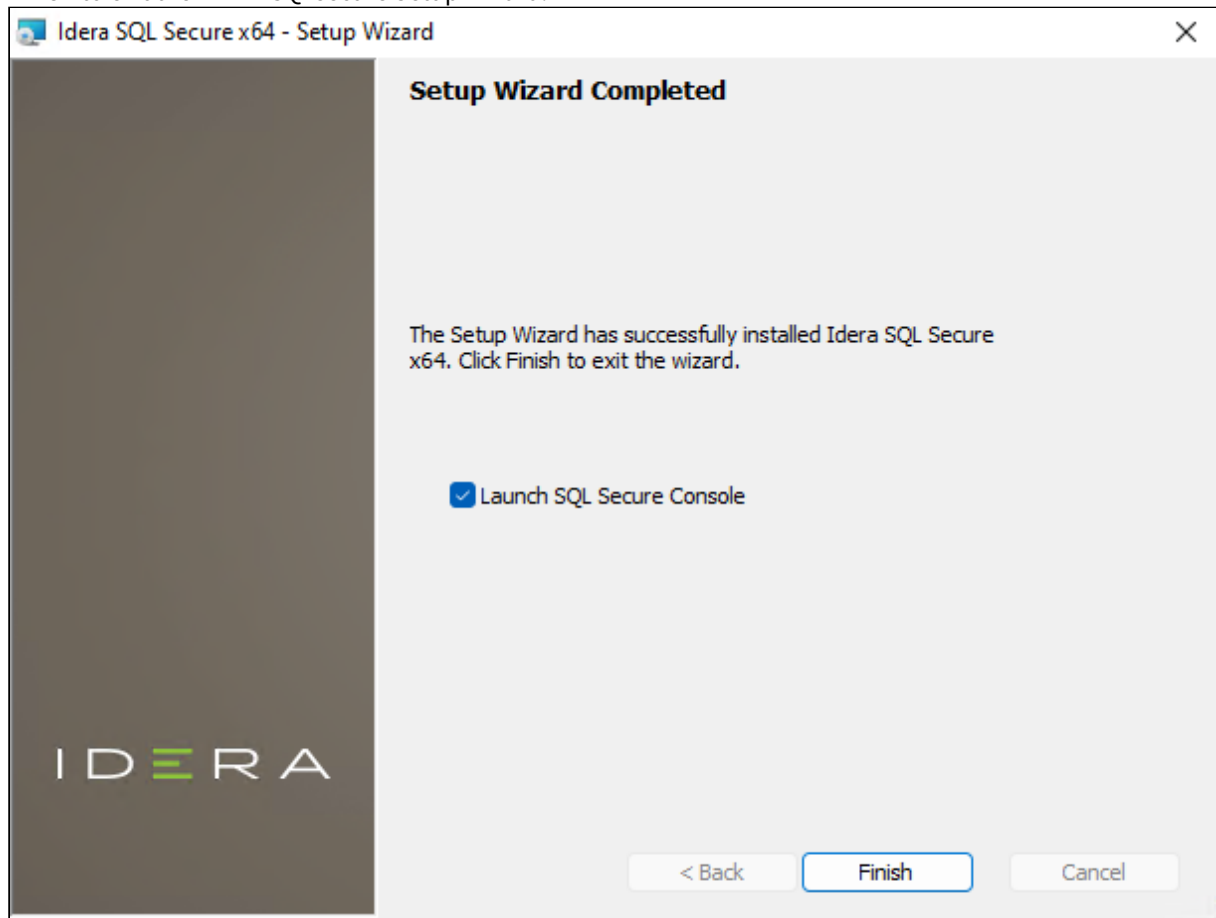 Idera SQL Secure x64 - Setup Wizard
Setup Wizard Completed
The Setup Wizard has successfully installed Idera SQL Secure
x64. Click Finish to exit the wizard.
Launch SQL Secure Console
IDERA
< Back
Finish
Cancel